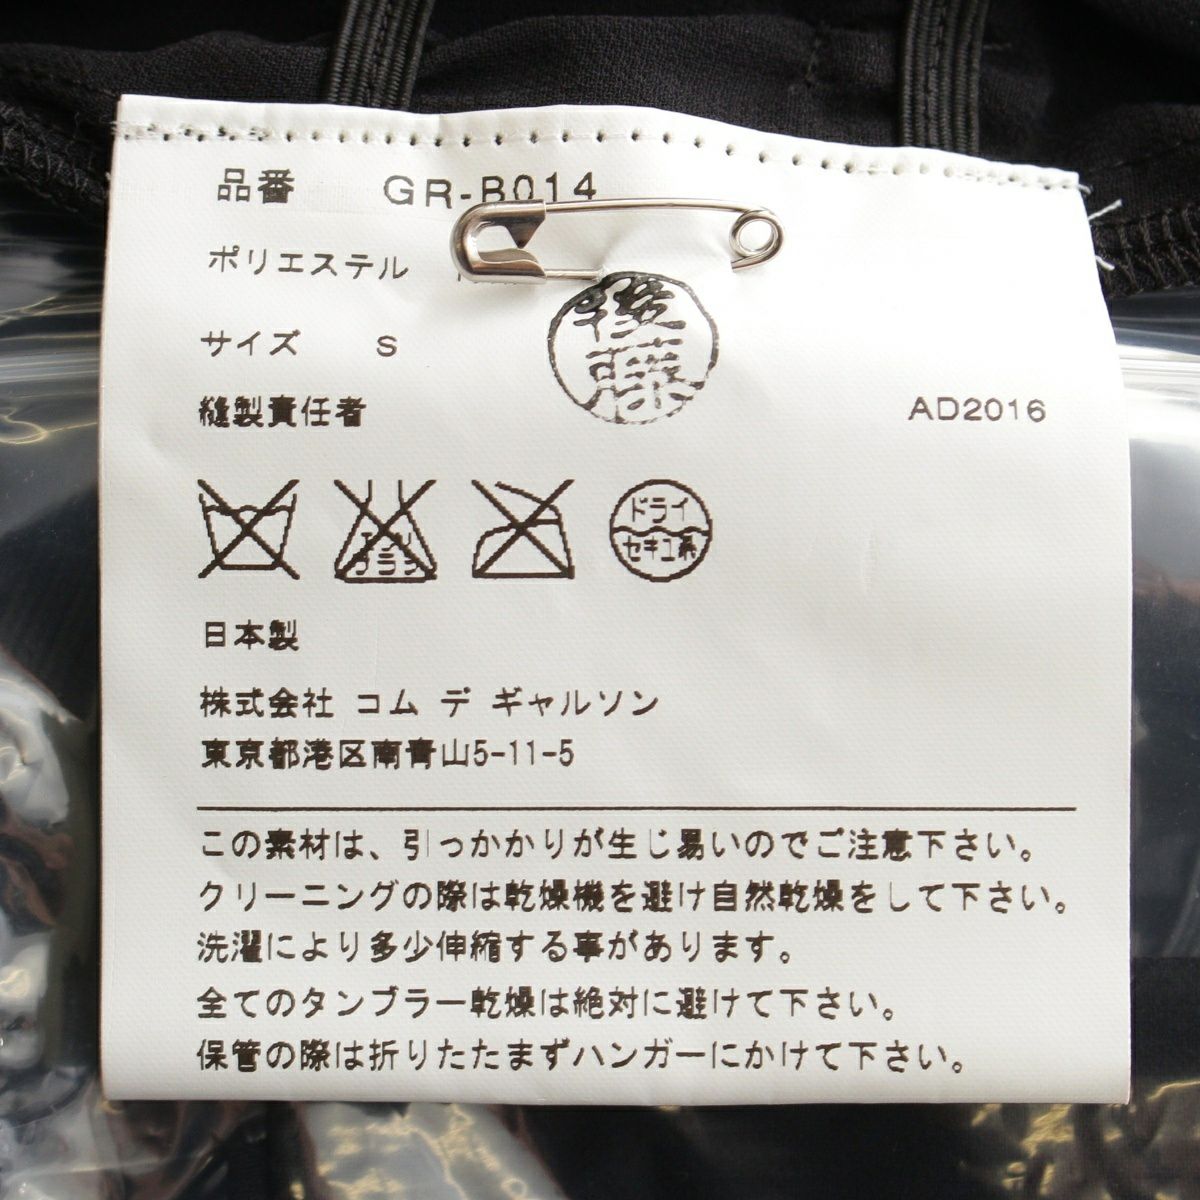 品番 GR-B014
ポリエステル
サイズ S
後藤
縫製責任者
AD2016
エンソ
サラシ
ドライ
セキユ系
日本製
株式会社 コム デ ギャルソン
東京都港区南青山5-11-5
この素材は、引っかかりが生じ易いのでご注意下さい。
クリーニングの際は乾燥機を避け自然乾燥をして下さい。
洗濯により多少伸縮する事があります。
全てのタンブラー乾燥は絶対に避けて下さい。
保管の際は折りたたまずハンガーにかけて下さい。